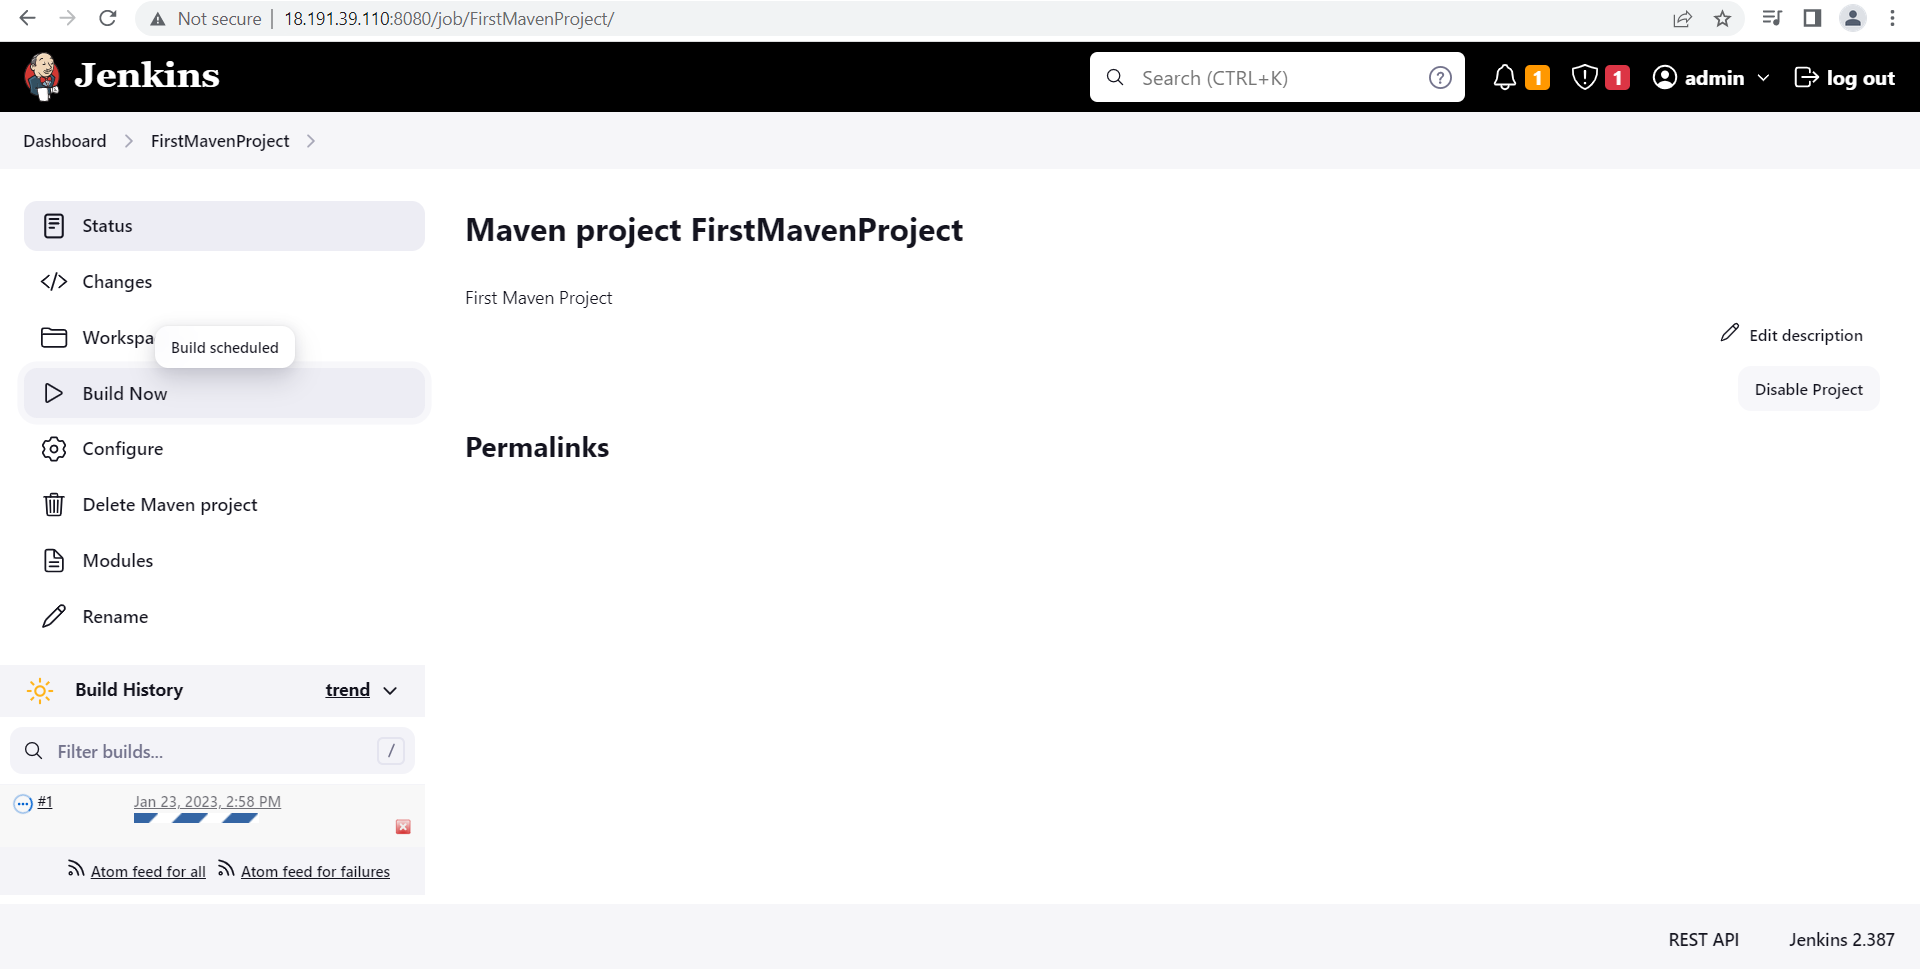 Not secure | 18.191.39.110:8080/job/FirstMavenProject/
Jenkins
Search (CTRL+K)
?
1
1
admin
log out
Dashboard
FirstMavenProject
Status
Changes
Workspa
Build scheduled
Build Now
Configure
Delete Maven project
Modules
Rename
Build History
trend
Filter builds...
/
#1
Jan 23, 2023, 2:58 PM
Atom feed for all
Atom feed for failures
Maven project FirstMavenProject
First Maven Project
Edit description
Disable Project
Permalinks
REST API
Jenkins 2.387